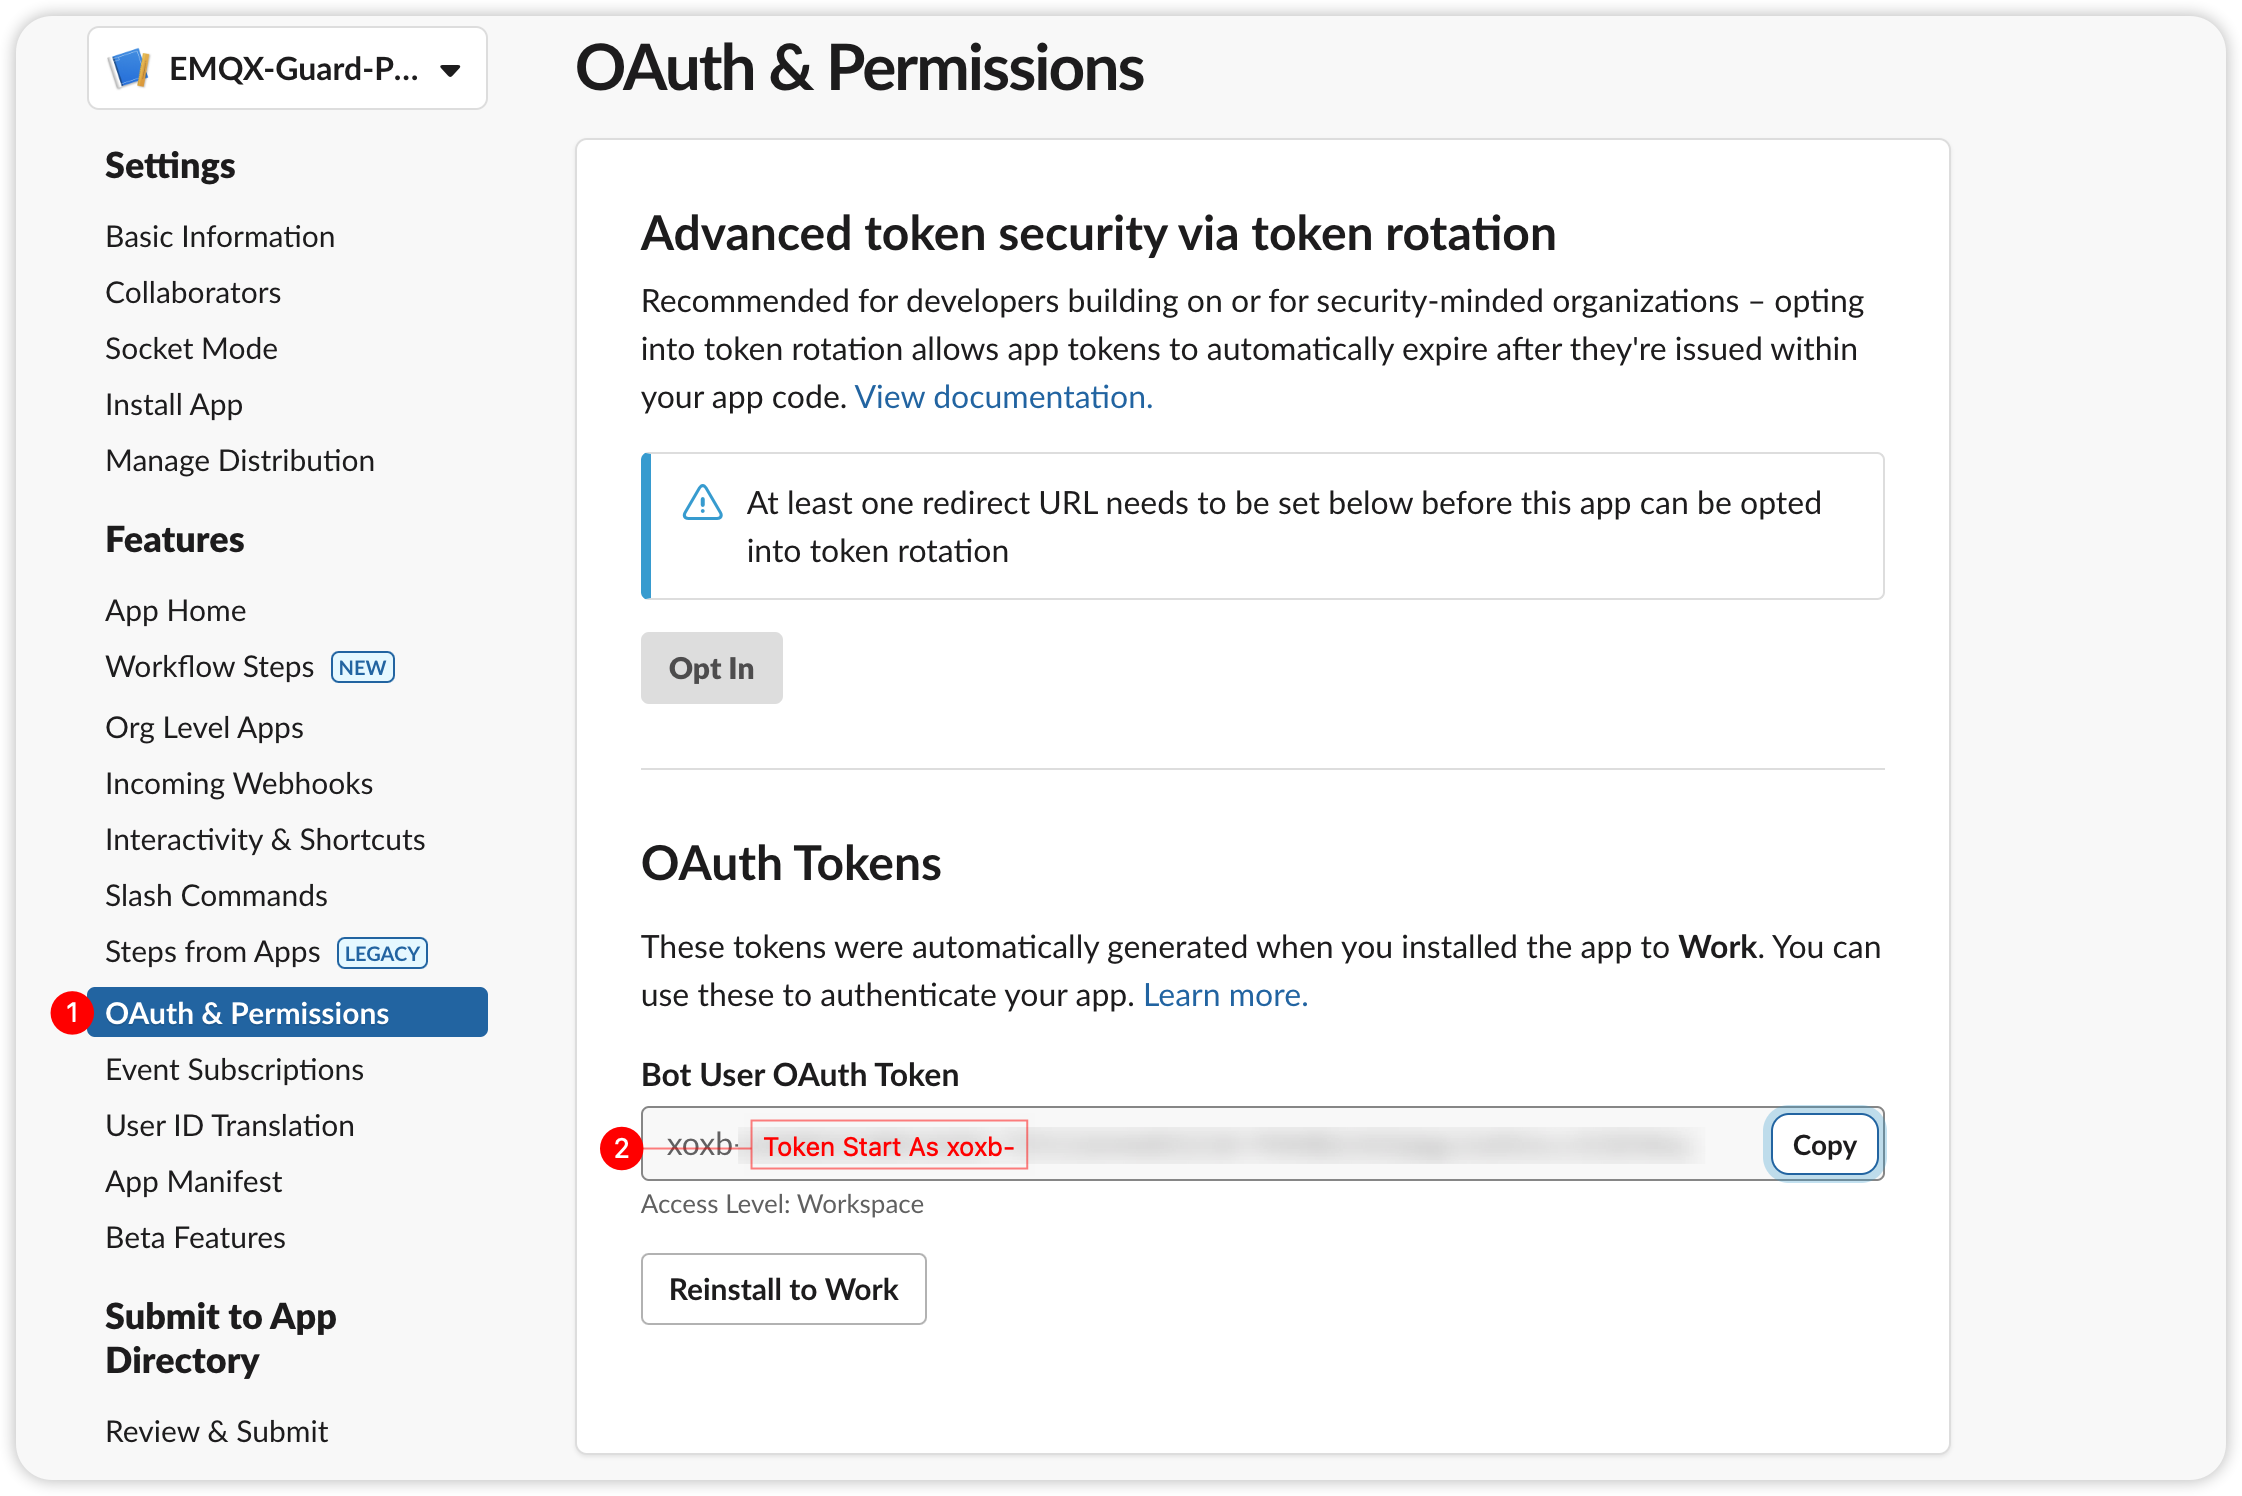 EMQX-Guard-P...
Settings
Basic Information
Collaborators
Socket Mode
Install App
Manage Distribution
Features
App Home
Workflow Steps NEW
Org Level Apps
Incoming Webhooks
Interactivity & Shortcuts
Slash Commands
Steps from Apps LEGACY
1 OAuth & Permissions
Event Subscriptions
User ID Translation
App Manifest
Beta Features
Submit to App
Directory
Review & Submit
OAuth & Permissions
Advanced token security via token rotation
Recommended for developers building on or for security-minded organizations – opting
into token rotation allows app tokens to automatically expire after they're issued within
your app code. View documentation.
At least one redirect URL needs to be set below before this app can be opted
into token rotation
Opt In
OAuth Tokens
These tokens were automatically generated when you installed the app to Work. You can
use these to authenticate your app. Learn more.
Bot User OAuth Token
2 xoxb- Token Start As xoxb- Copy
Access Level: Workspace
Reinstall to Work